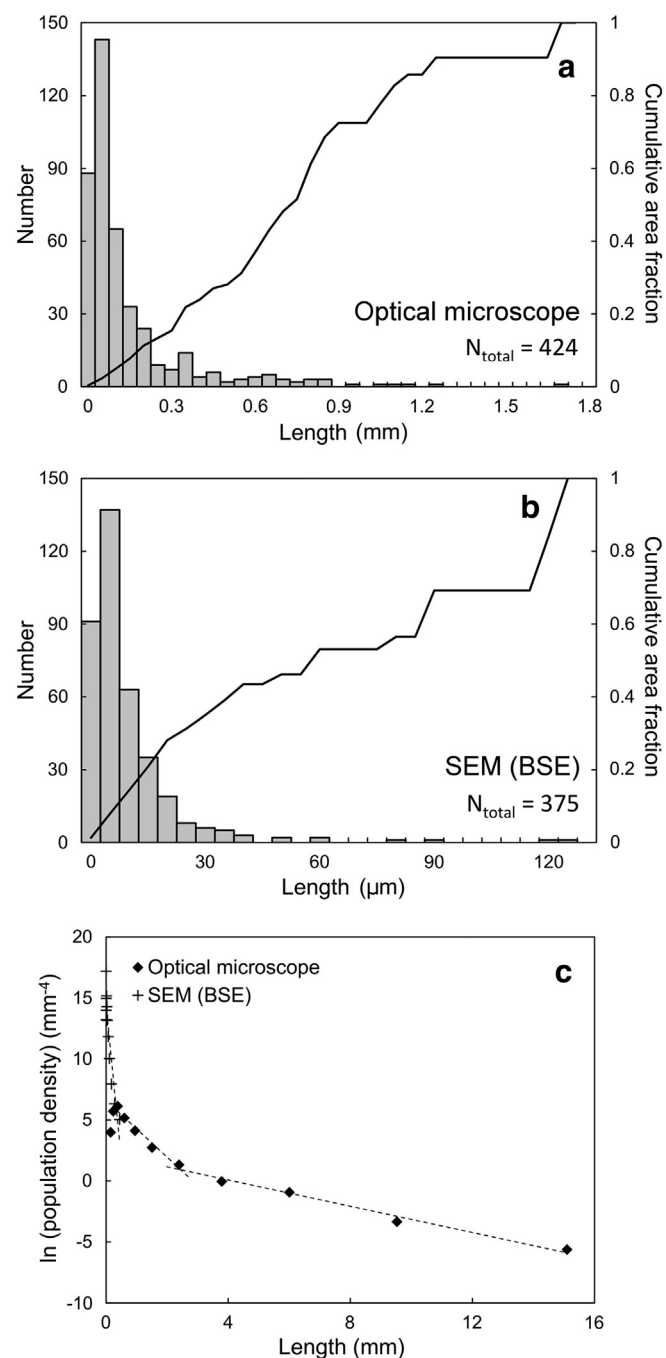 150
120
90
60
30
0
Number
1
0.8
0.6
0.4
0.2
0
Cumulative area fraction
a
Optical microscope
N_total = 424
0 0.3 0.6 0.9 1.2 1.5 1.8
Length (mm)
150
120
90
60
30
0
Number
1
0.8
0.6
0.4
0.2
0
Cumulative area fraction
b
SEM (BSE)
N_total = 375
0 30 60 90 120
Length (µm)
20
15
10
5
0
-5
-10
ln (population density) (mm⁻⁴)
Optical microscope
SEM (BSE)
c
0 4 8 12 16
Length (mm)